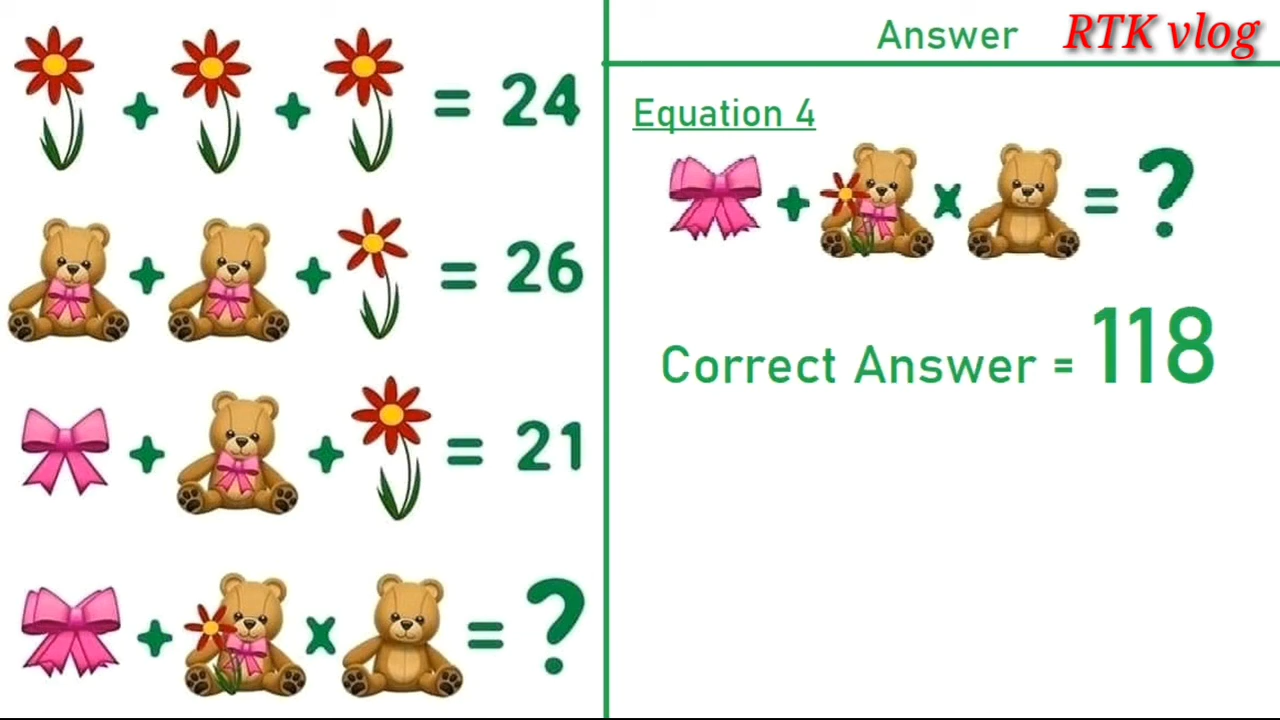 + + = 24
+ + = 26
+ + = 21
+ x = ?
Answer RTK vlog
Equation 4
+ x = ?
Correct Answer = 118